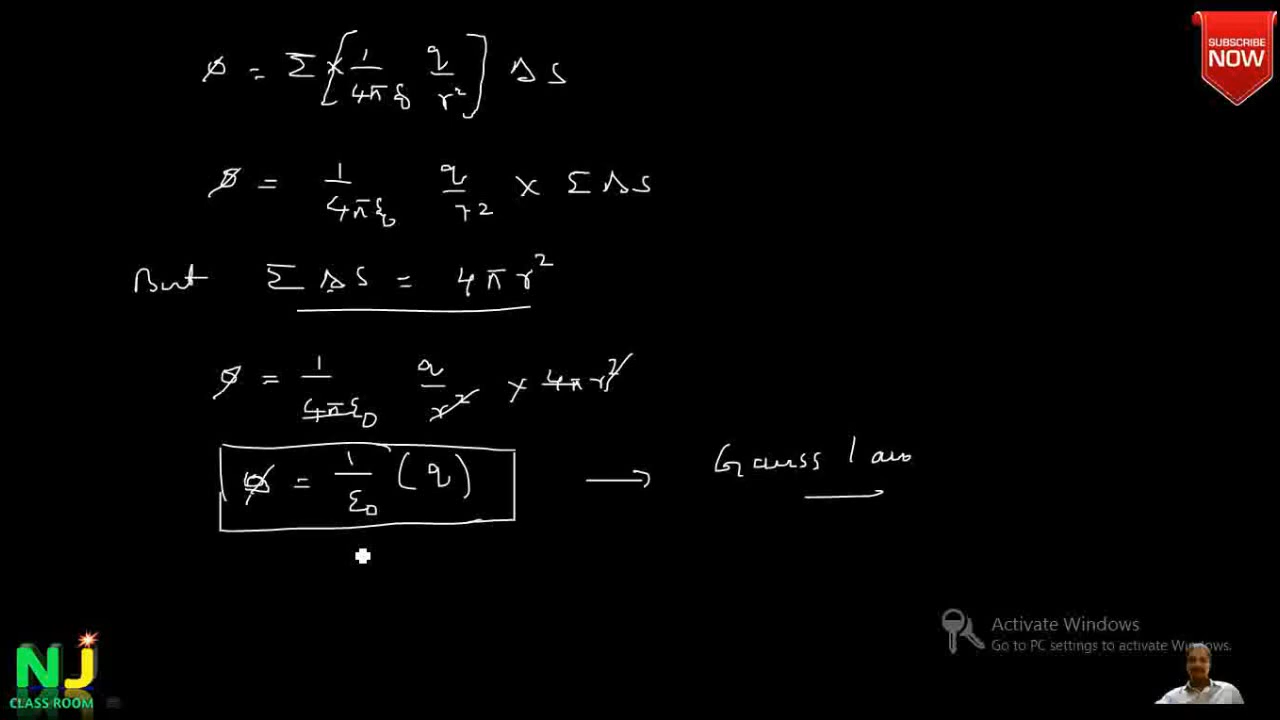 SUBSCRIBE
NOW
φ = Σ [1/4πε0 q/r²] Δs
φ = 1/4πε0 q/r² × ΣΔs
But ΣΔS = 4πr²
φ = 1/4πε0 q/r² × 4πr²
φ = 1/ε0 (q) → Gauss law
Activate Windows
Go to PC settings to activate Windows.
NJ
CLASS ROOM